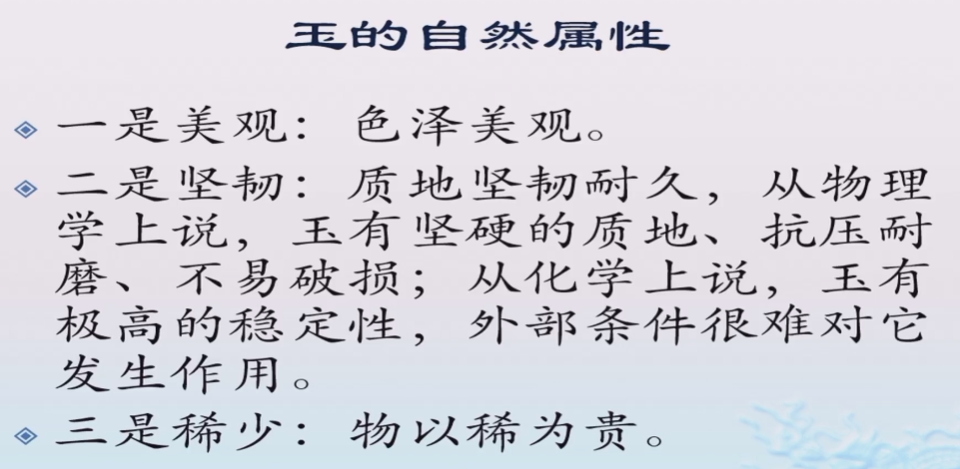 玉的自然属性
一是美观：色泽美观。
二是坚韧：质地坚韧耐久，从物理
学上说，玉有坚硬的质地、抗压耐
磨、不易破损；从化学上说，玉有
极高的稳定性，外部条件很难对它
发生作用。
三是稀少：物以稀为贵。